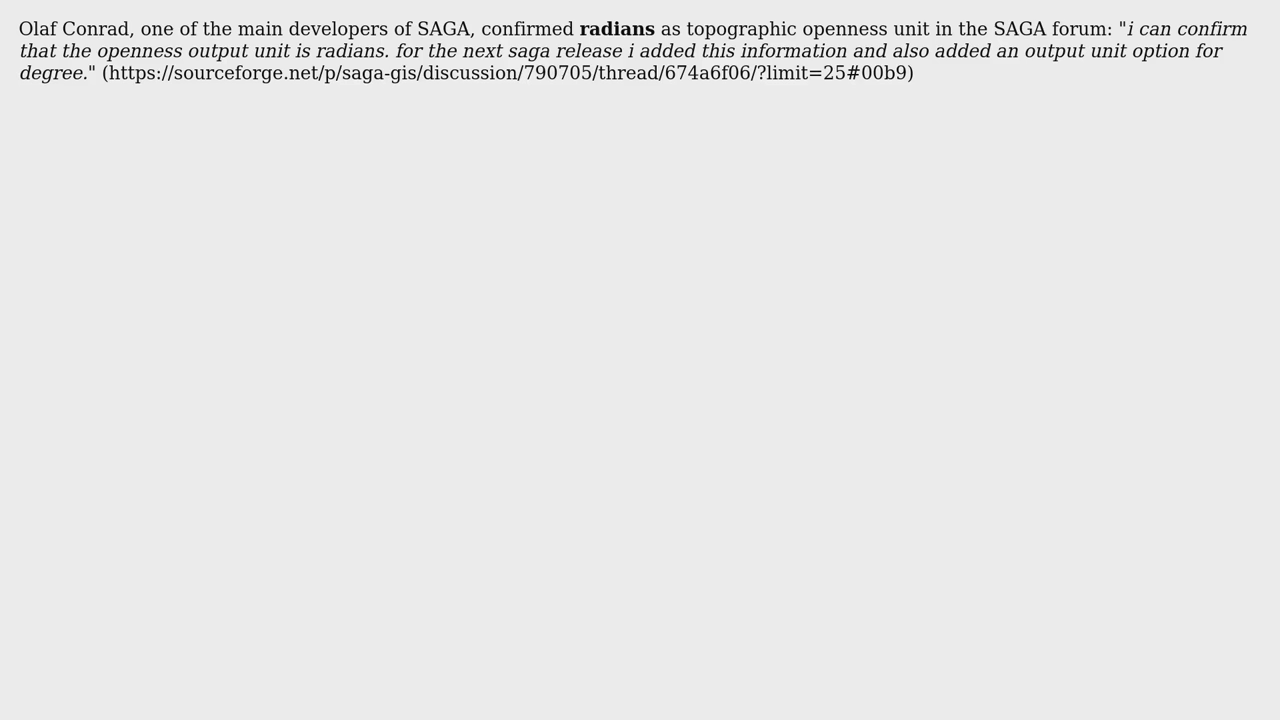 Olaf Conrad, one of the main developers of SAGA, confirmed radians as topographic openness unit in the SAGA forum: "i can confirm
that the openness output unit is radians. for the next saga release i added this information and also added an output unit option for
degree." (https://sourceforge.net/p/saga-gis/discussion/790705/thread/674a6f06/?limit=25#00b9)